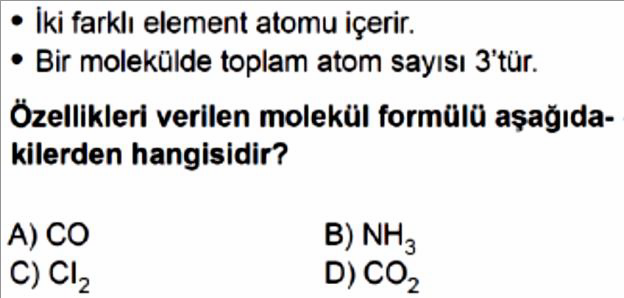 • İki farklı element atomu içerir.
• Bir molekülde toplam atom sayısı 3’tür.
Özellikleri verilen molekül formülü aşağıda-
kilerden hangisidir?
A) CO B) NH₃
C) Cl₂ D) CO₂